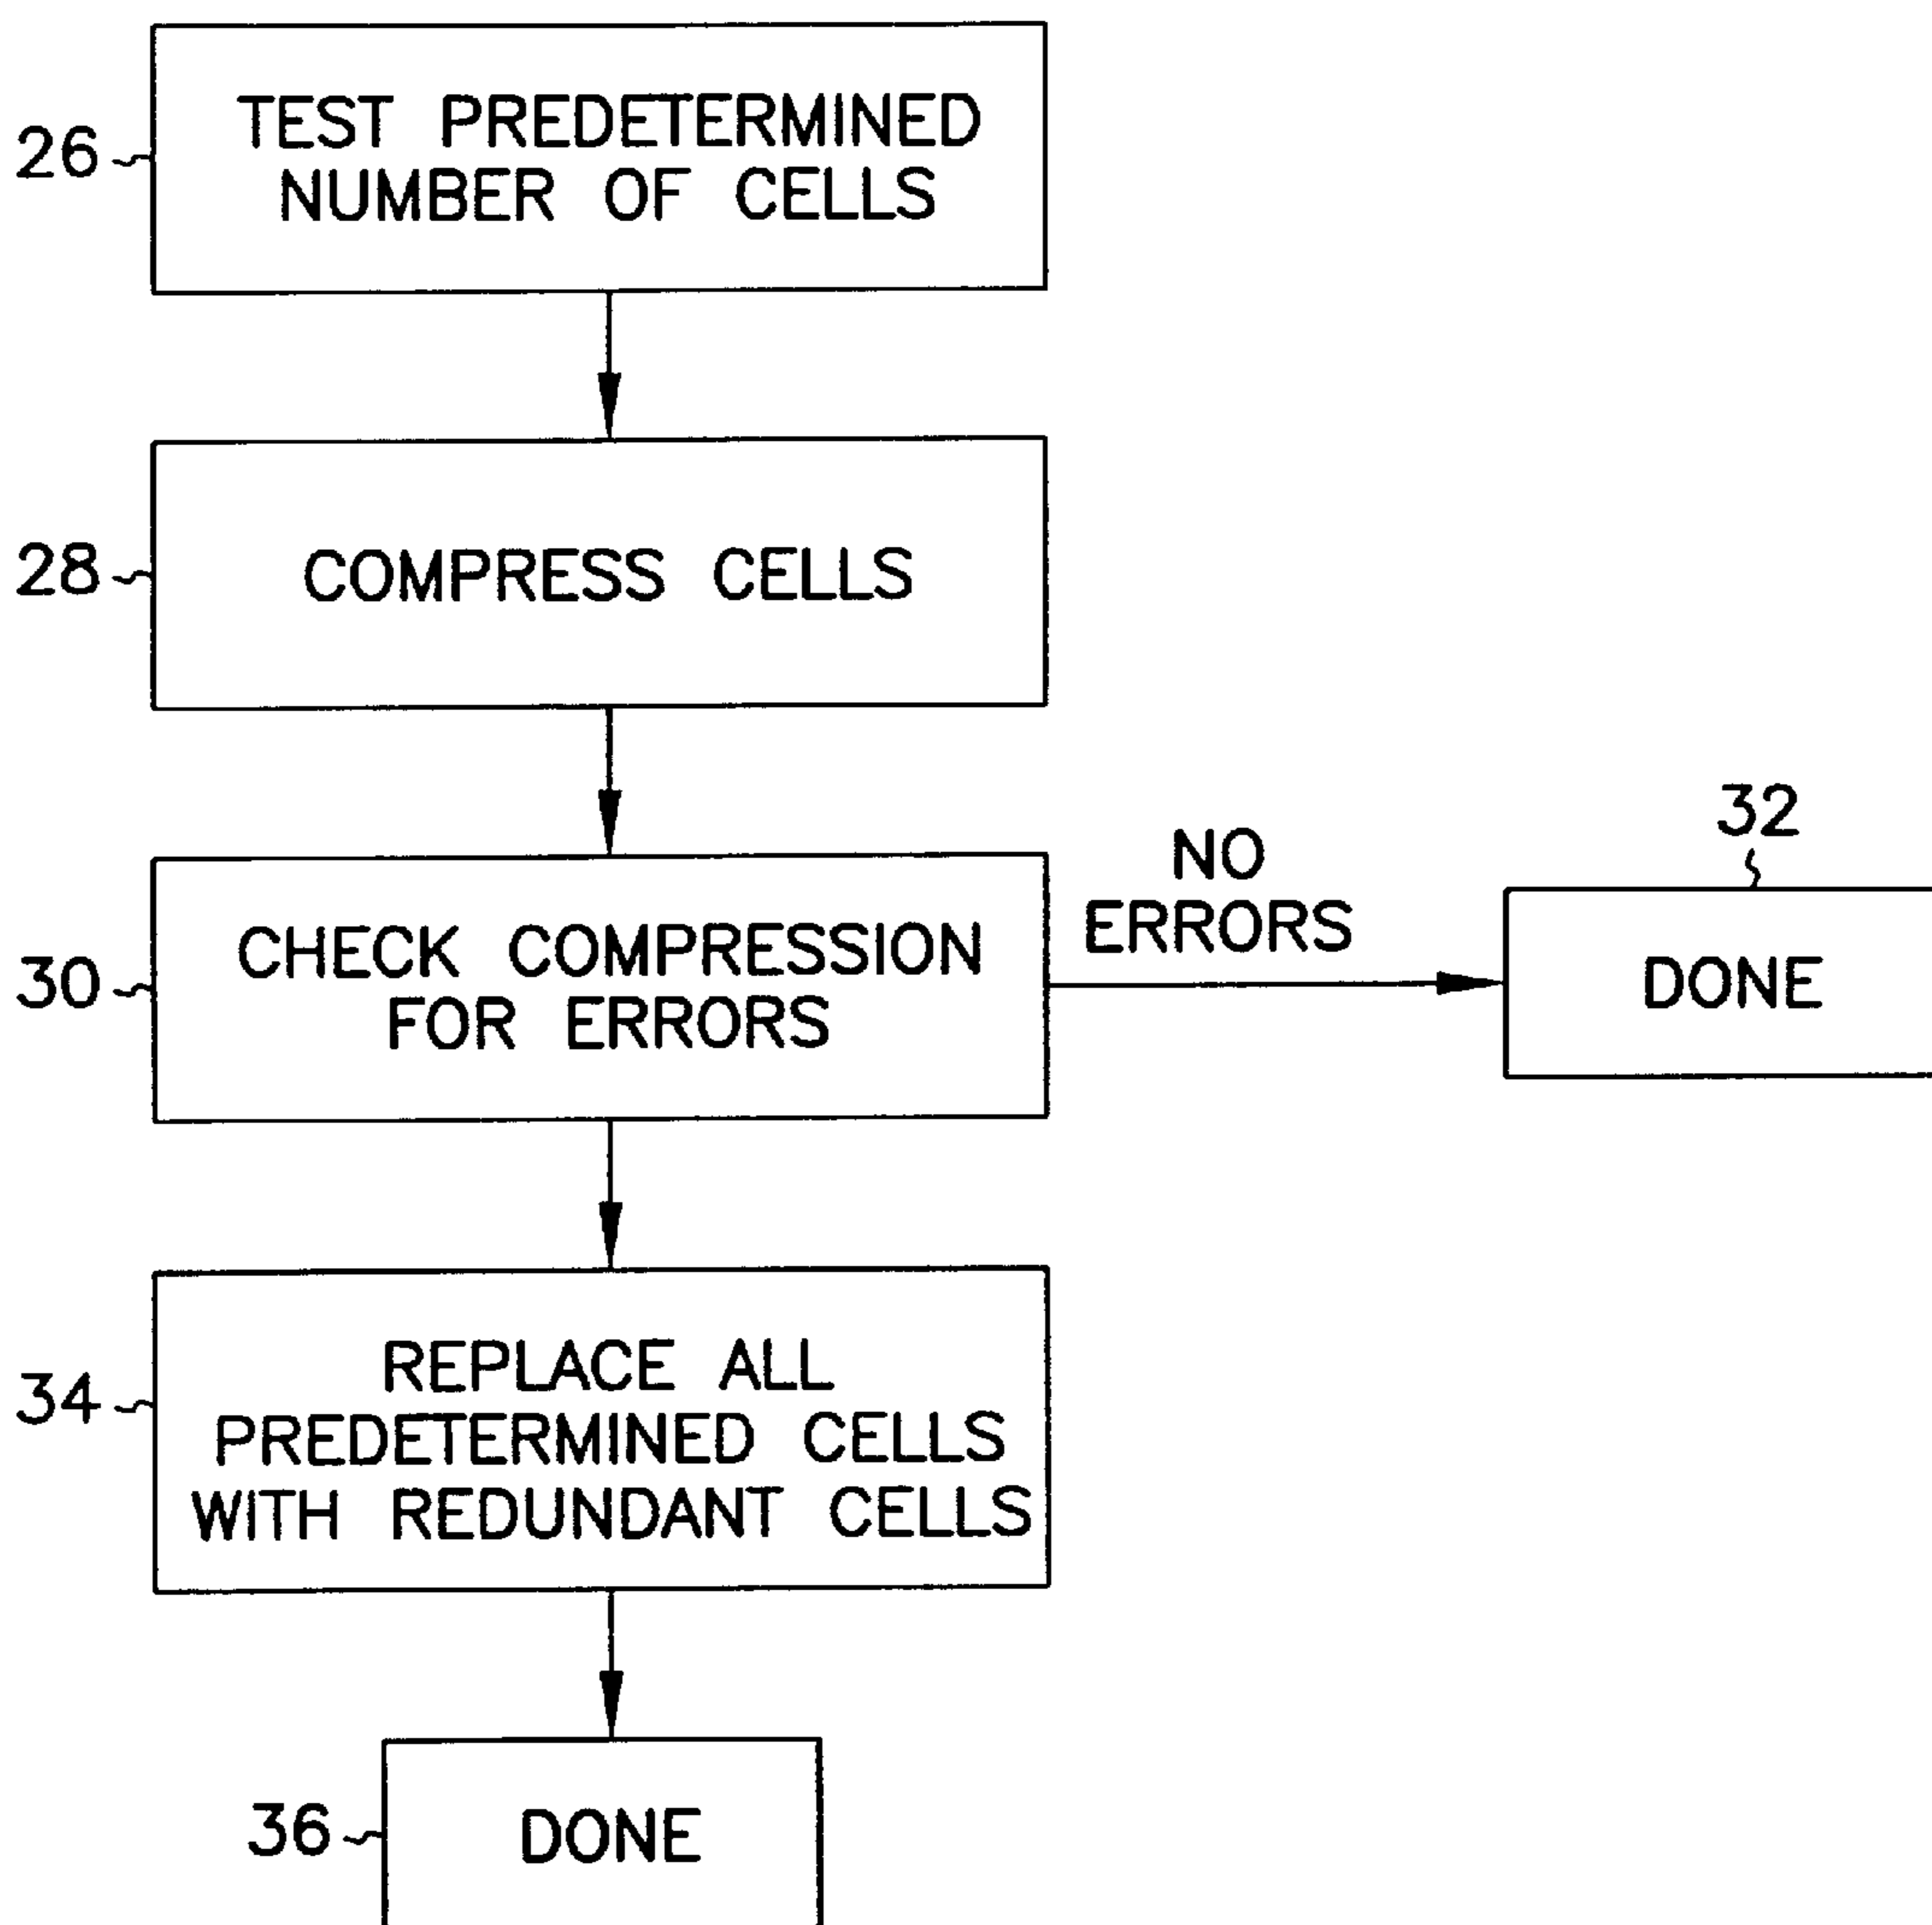 26
TEST PREDETERMINED
NUMBER OF CELLS
28
COMPRESS CELLS
30
CHECK COMPRESSION
FOR ERRORS
NO
ERRORS
32
DONE
34
REPLACE ALL
PREDETERMINED CELLS
WITH REDUNDANT CELLS
36
DONE